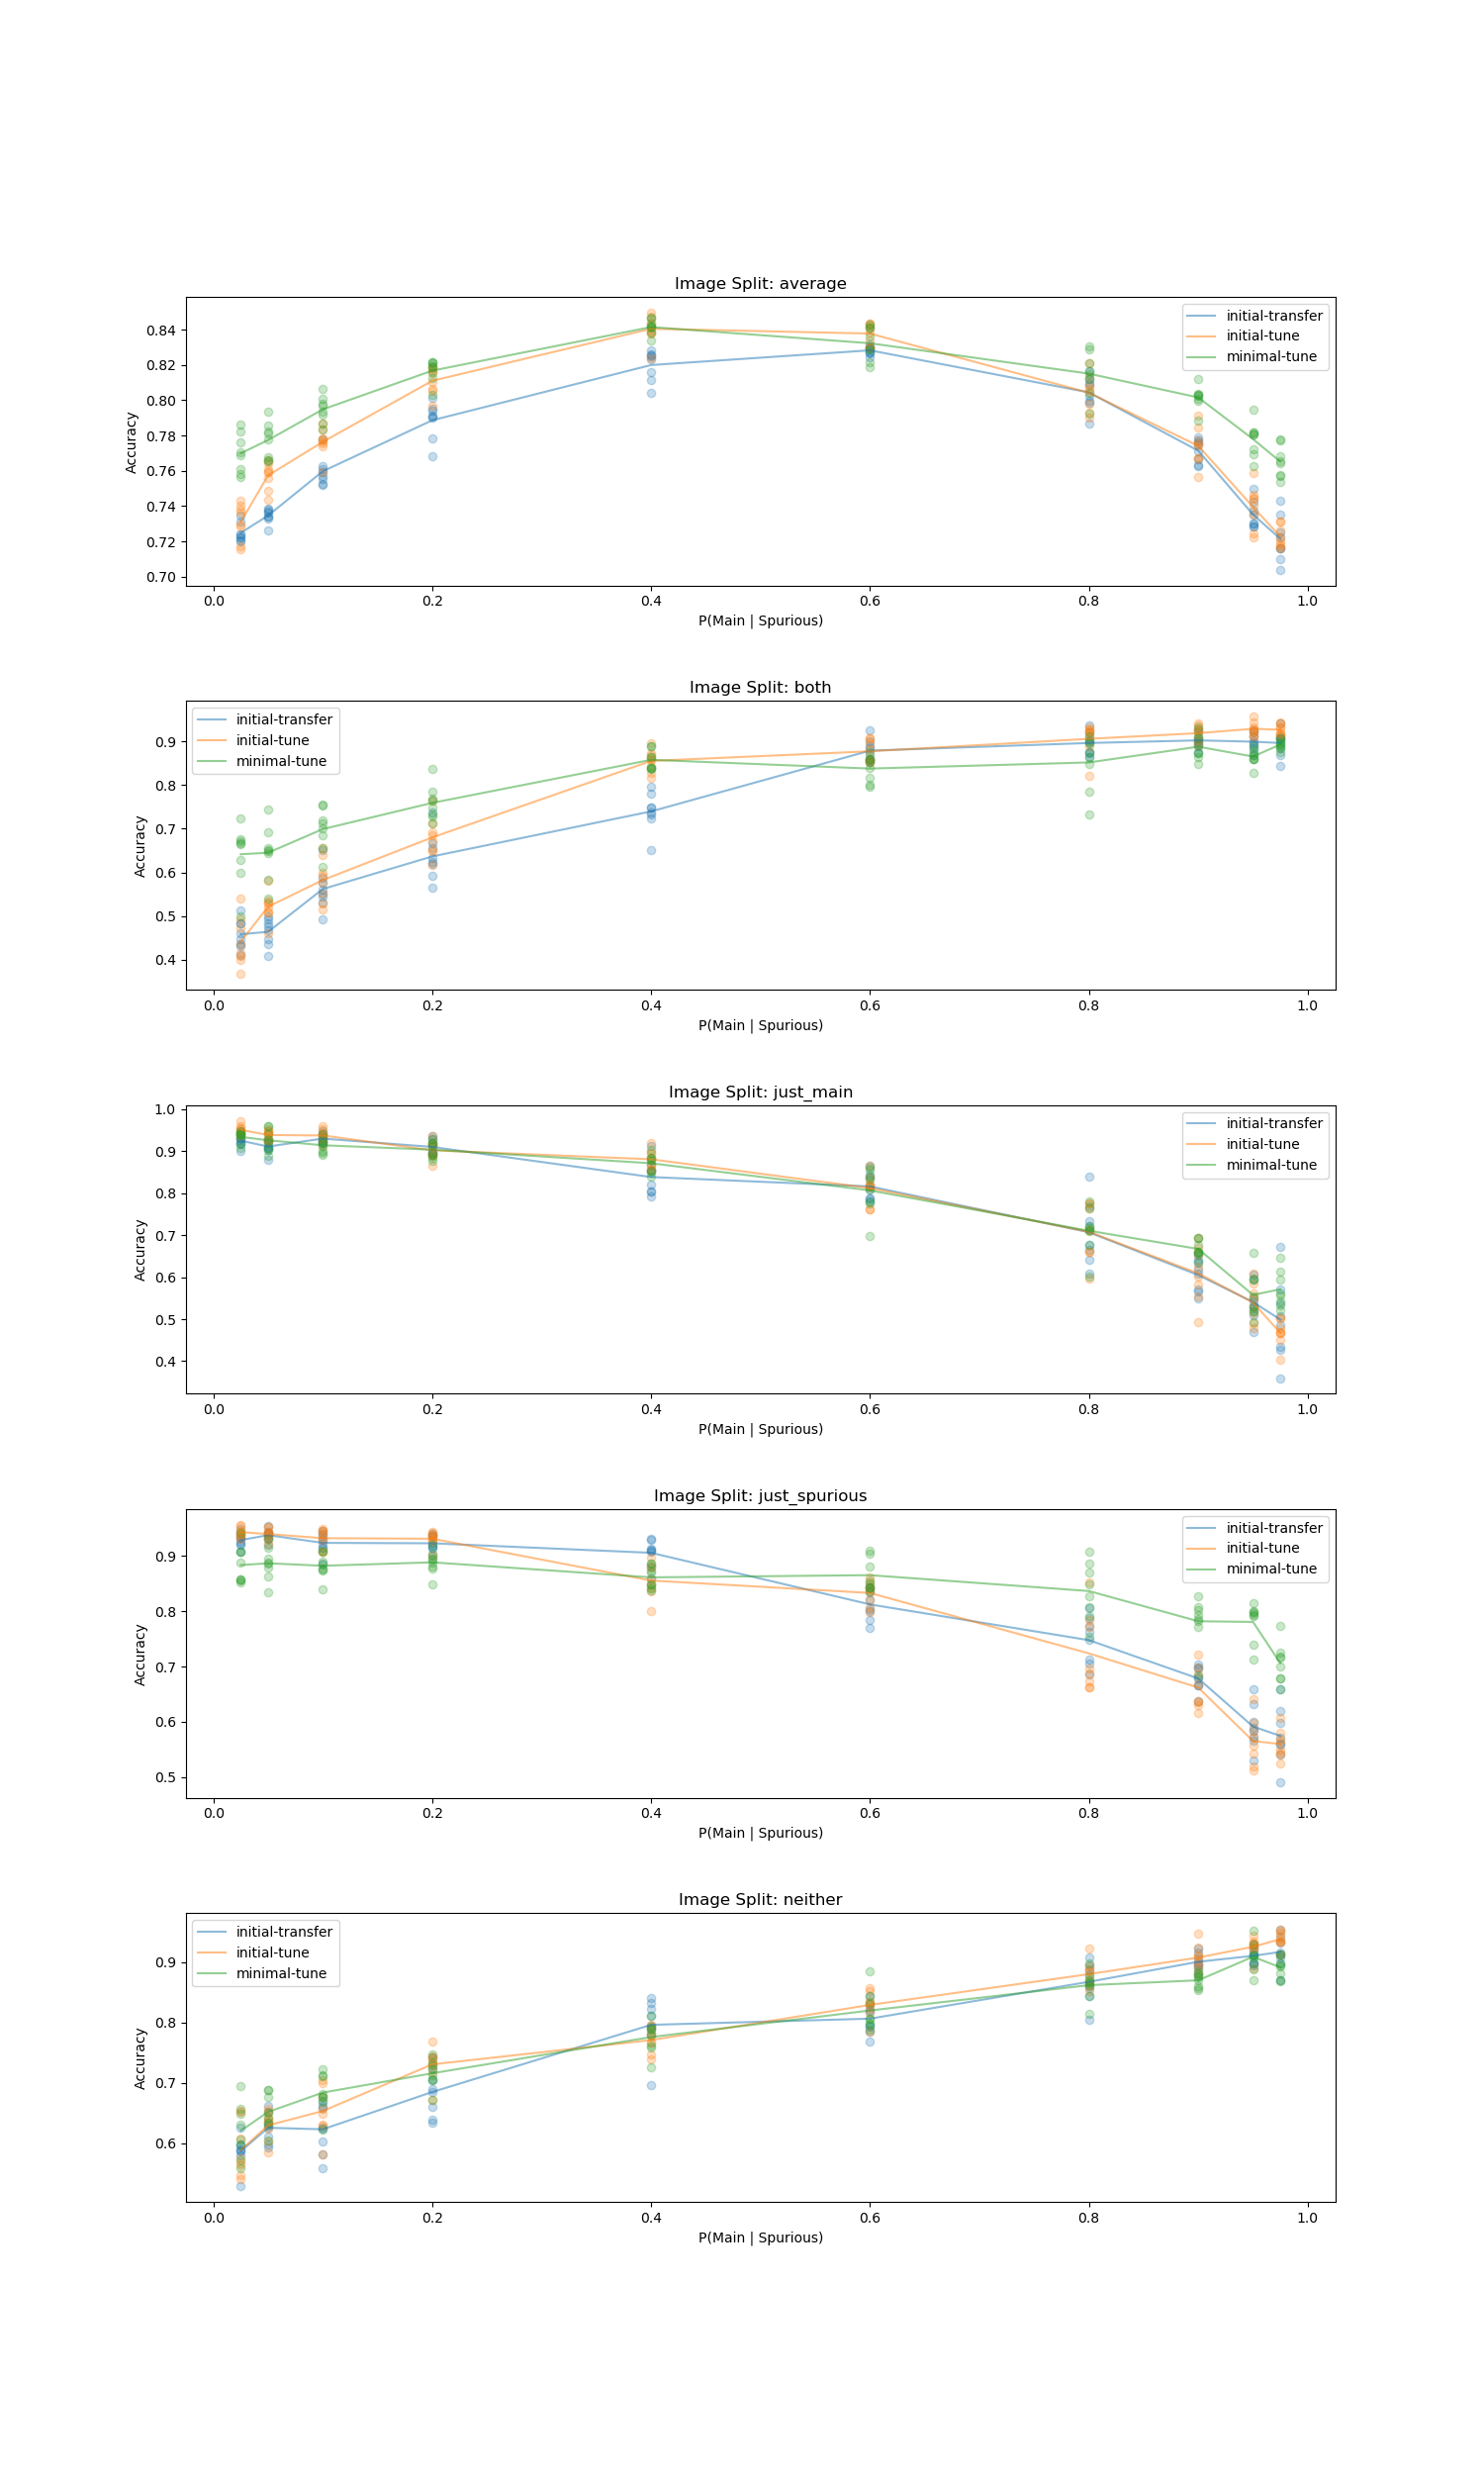 Image Split: average
initial-transfer
initial-tune
minimal-tune
Accuracy
0.84
0.82
0.80
0.78
0.76
0.74
0.72
0.70
0.0 0.2 0.4 0.6 0.8 1.0
P(Main | Spurious)
Image Split: both
initial-transfer
initial-tune
minimal-tune
Accuracy
0.9
0.8
0.7
0.6
0.5
0.4
0.0 0.2 0.4 0.6 0.8 1.0
P(Main | Spurious)
Image Split: just_main
initial-transfer
initial-tune
minimal-tune
Accuracy
1.0
0.9
0.8
0.7
0.6
0.5
0.4
0.0 0.2 0.4 0.6 0.8 1.0
P(Main | Spurious)
Image Split: just_spurious
initial-transfer
initial-tune
minimal-tune
Accuracy
0.9
0.8
0.7
0.6
0.5
0.0 0.2 0.4 0.6 0.8 1.0
P(Main | Spurious)
Image Split: neither
initial-transfer
initial-tune
minimal-tune
Accuracy
0.9
0.8
0.7
0.6
0.0 0.2 0.4 0.6 0.8 1.0
P(Main | Spurious)